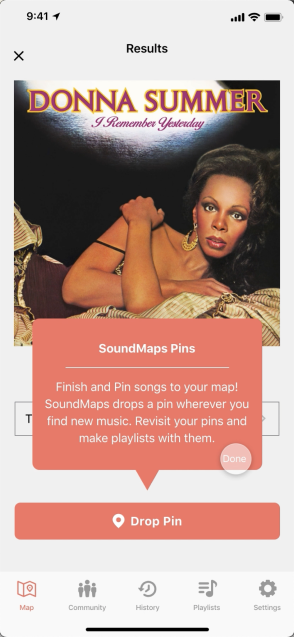 9:41
Results
DONNA SUMMER
I Remember Yesterday
SoundMaps Pins
Finish and Pin songs to your map!
SoundMaps drops a pin wherever you
find new music. Revisit your pins and
make playlists with them.
Done
T
Drop Pin
Map
Community
History
Playlists
Settings